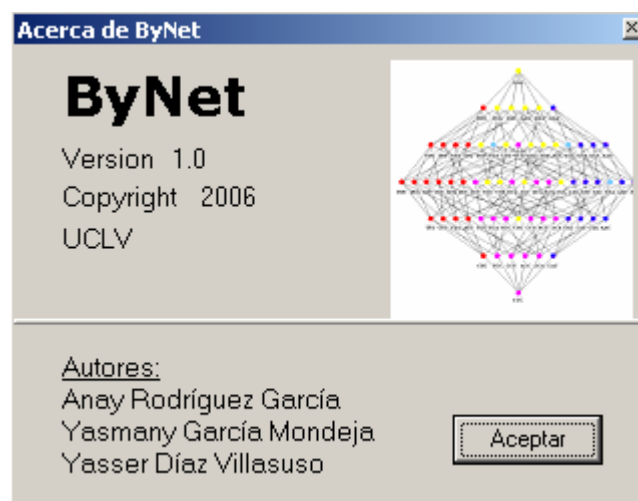 Acerca de ByNet
ByNet
Version 1.0
Copyright 2006
UCLV
Autores:
Anay Rodríguez García
Yasmany García Mondeja
Yasser Díaz Villasuso
Aceptar